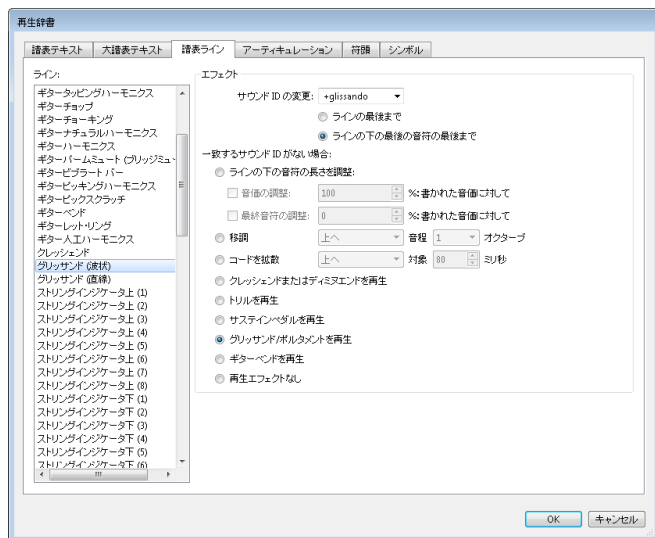 再生辞書
譜表テキスト 大譜表テキスト 譜表ライン アーティキュレーション 符頭 シンボル
ライン:
ギタータッピングハーモニクス
ギターチョップ
ギターチョーキング
ギターナチュラルハーモニクス
ギターハーモニクス
ギターパームミュート (ブリッジミュ
ギタービブラート バー
ギターピッキングハーモニクス
ギターピックスクラッチ
ギターベンド
ギターレット・リング
ギター人工ハーモニクス
クレッシェンド
グリッサンド (波状)
グリッサンド (直線)
ストリングインジケータ上 (1)
ストリングインジケータ上 (2)
ストリングインジケータ上 (3)
ストリングインジケータ上 (4)
ストリングインジケータ上 (5)
ストリングインジケータ上 (6)
ストリングインジケータ上 (7)
ストリングインジケータ上 (8)
ストリングインジケータ下 (1)
ストリングインジケータ下 (2)
ストリングインジケータ下 (3)
ストリングインジケータ下 (4)
ストリングインジケータ下 (5)
ストリングインジケータ下 (6)
エフェクト
サウンド ID の変更: +glissando
ラインの最後まで
ラインの下の最後の音符の最後まで
一致するサウンド ID がない場合:
ラインの下の音符の長さを調整:
音価の調整: 100 %: 書かれた音価に対して
最終音符の調整: 0 %: 書かれた音価に対して
移調 上へ 音程 1 オクターブ
コードを拡散 上へ 対象 80 ミリ秒
クレッシェンドまたはディミヌエンドを再生
トリルを再生
サステインペダルを再生
グリッサンド/ポルタメントを再生
ギターベンドを再生
再生エフェクトなし
OK キャンセル